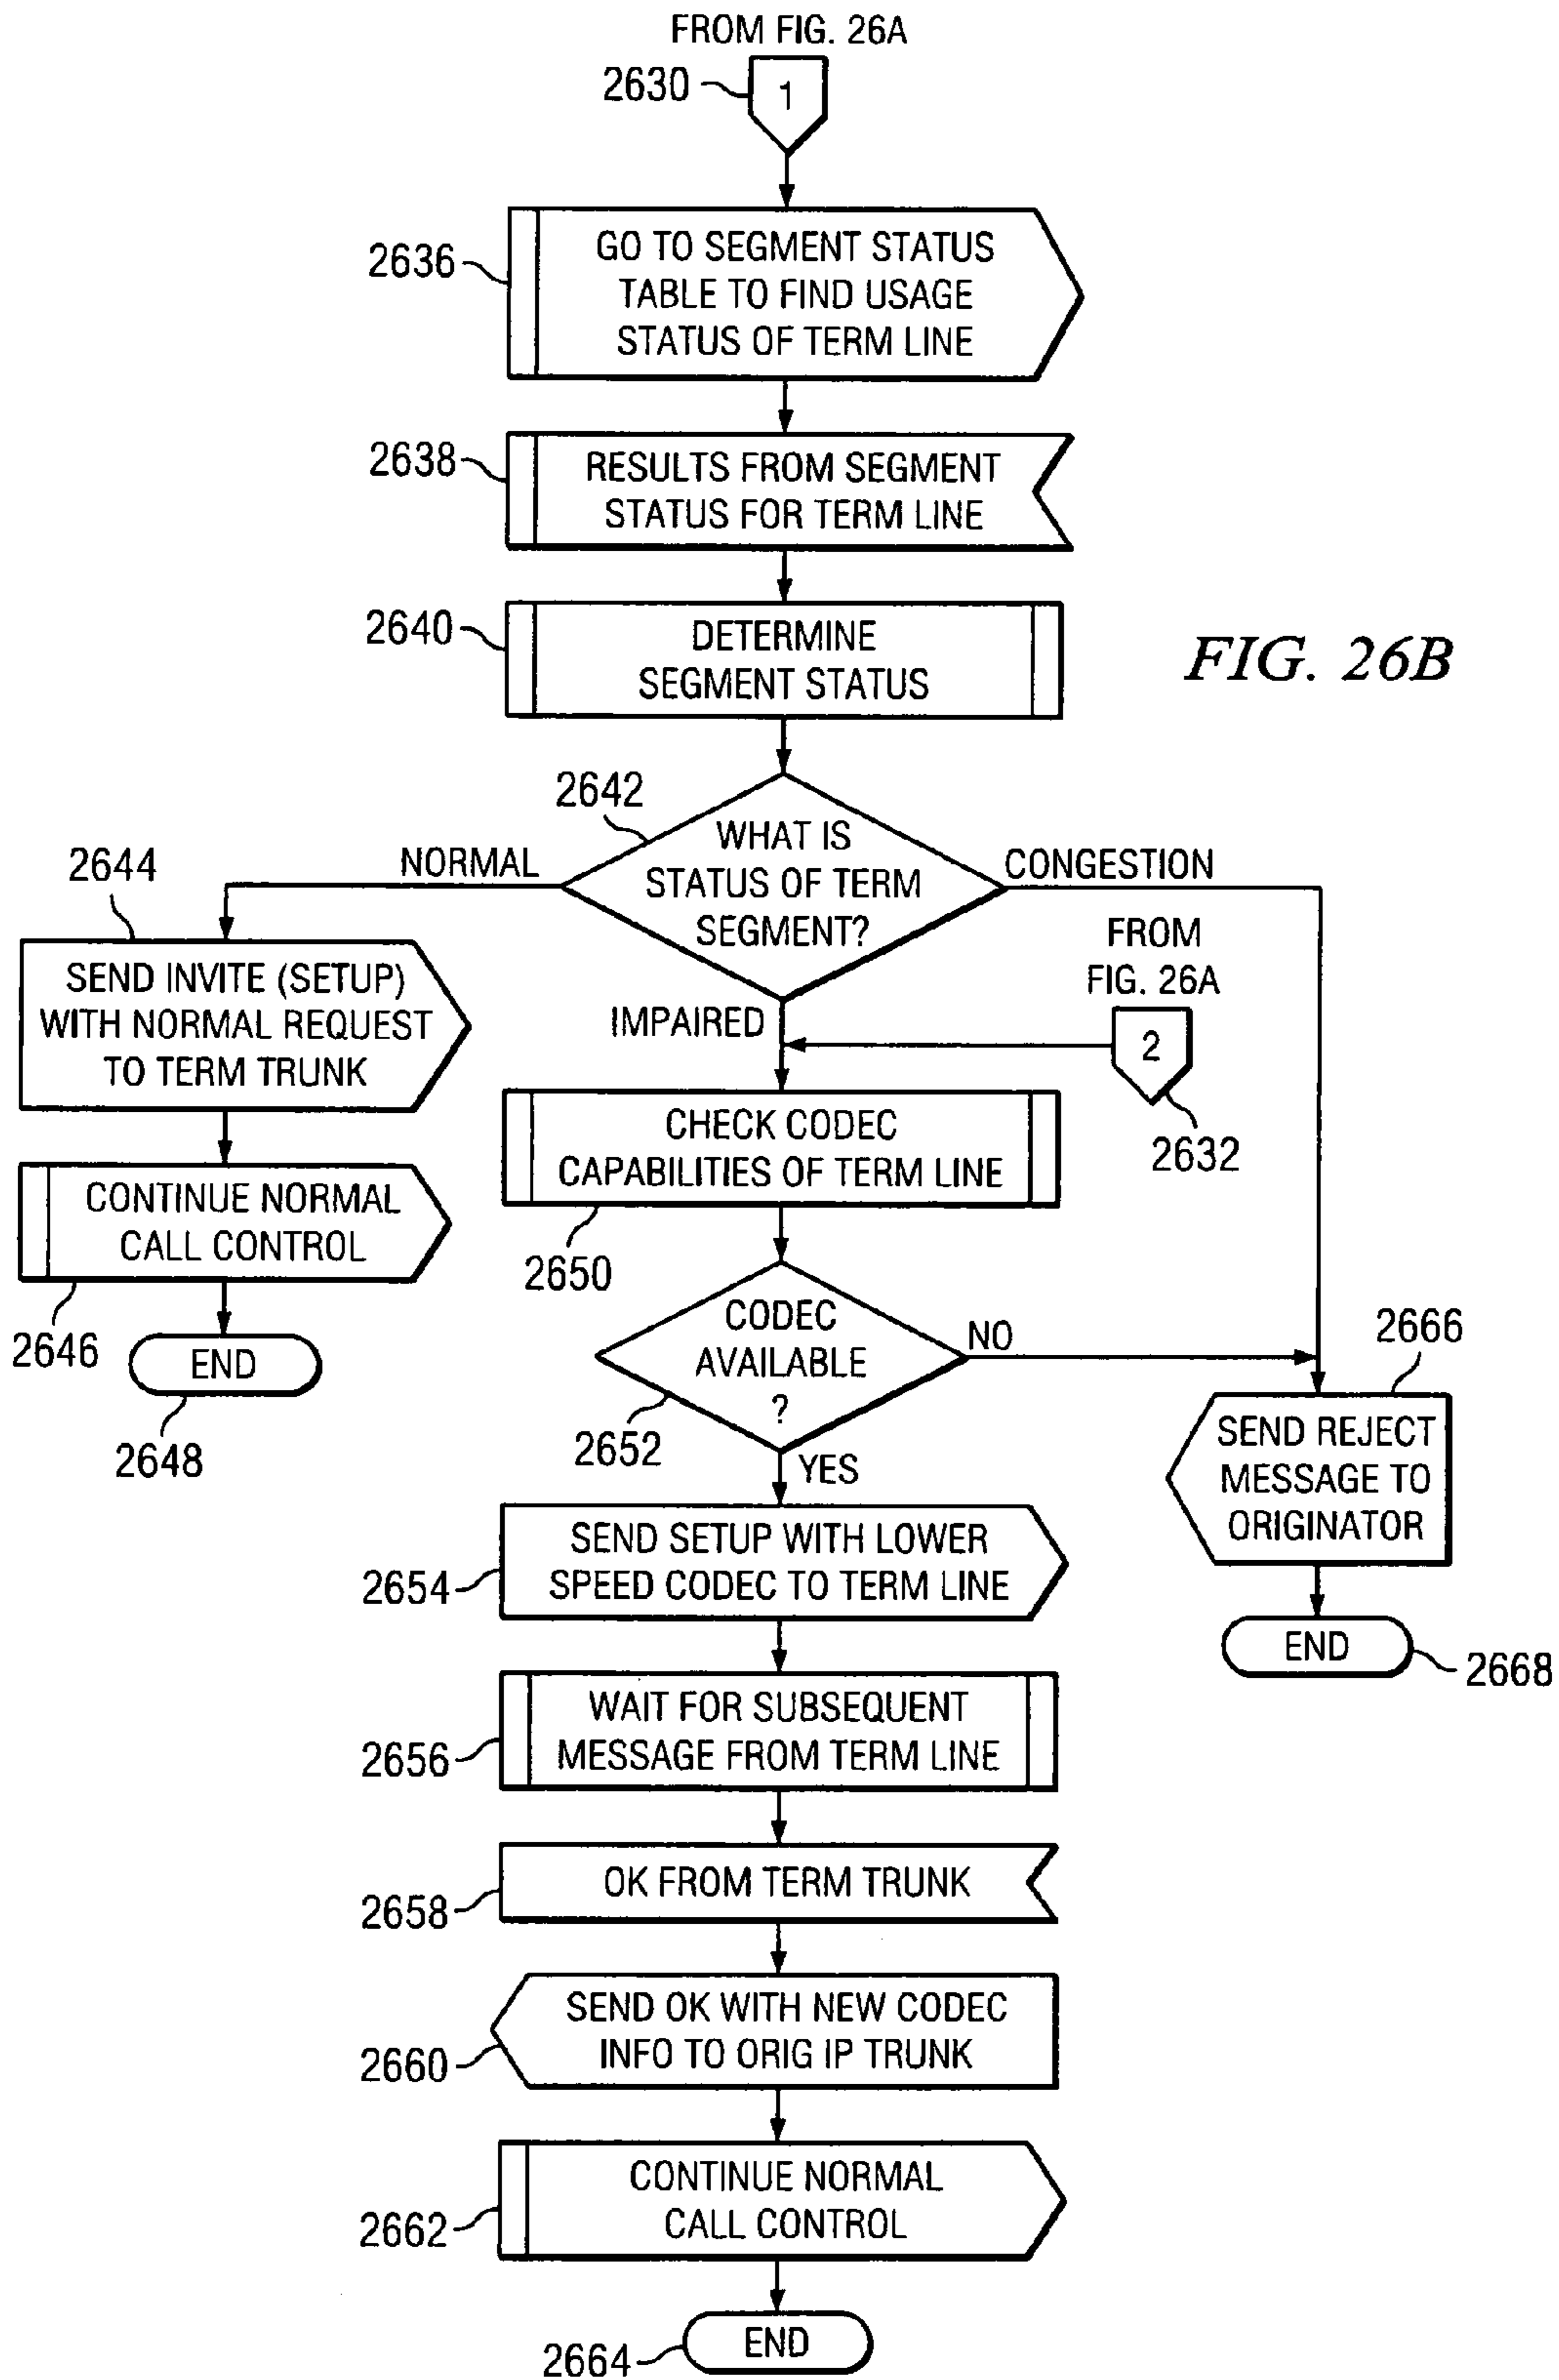 FROM FIG. 26A
2630
1
2636
GO TO SEGMENT STATUS
TABLE TO FIND USAGE
STATUS OF TERM LINE
2638
RESULTS FROM SEGMENT
STATUS FOR TERM LINE
2640
DETERMINE
SEGMENT STATUS
FIG. 26B
2642
WHAT IS
STATUS OF TERM
SEGMENT?
NORMAL
CONGESTION
IMPAIRED
2644
SEND INVITE (SETUP)
WITH NORMAL REQUEST
TO TERM TRUNK
CONTINUE NORMAL
CALL CONTROL
2646
END
2648
FROM
FIG. 26A
2
2632
CHECK CODEC
CAPABILITIES OF TERM LINE
2650
CODEC
AVAILABLE
?
2652
NO
YES
2666
SEND REJECT
MESSAGE TO
ORIGINATOR
END
2668
2654
SEND SETUP WITH LOWER
SPEED CODEC TO TERM LINE
2656
WAIT FOR SUBSEQUENT
MESSAGE FROM TERM LINE
2658
OK FROM TERM TRUNK
2660
SEND OK WITH NEW CODEC
INFO TO ORIG IP TRUNK
2662
CONTINUE NORMAL
CALL CONTROL
2664
END